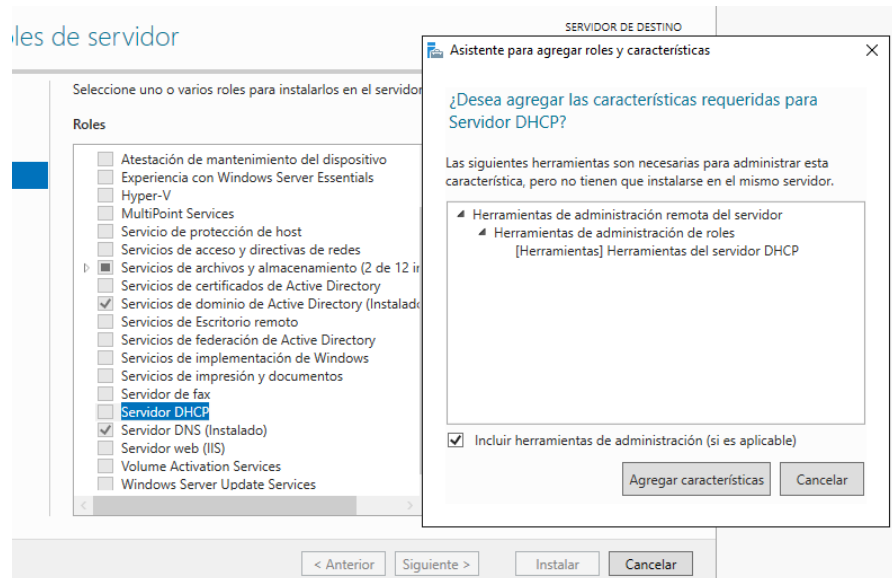 les de servidor
SERVIDOR DE DESTINO
Seleccione uno o varios roles para instalarlos en el servidor
Roles
Atestación de mantenimiento del dispositivo
Experiencia con Windows Server Essentials
Hyper-V
MultiPoint Services
Servicio de protección de host
Servicios de acceso y directivas de redes
Servicios de archivos y almacenamiento (2 de 12 in
Servicios de certificados de Active Directory
Servicios de dominio de Active Directory (Instalado
Servicios de Escritorio remoto
Servicios de federación de Active Directory
Servicios de implementación de Windows
Servicios de impresión y documentos
Servidor de fax
Servidor DHCP
Servidor DNS (Instalado)
Servidor web (IIS)
Volume Activation Services
Windows Server Update Services
< Anterior
Siguiente >
Instalar
Cancelar
Asistente para agregar roles y características
¿Desea agregar las características requeridas para
Servidor DHCP?
Las siguientes herramientas son necesarias para administrar esta
característica, pero no tienen que instalarse en el mismo servidor.
Herramientas de administración remota del servidor
Herramientas de administración de roles
[Herramientas] Herramientas del servidor DHCP
Incluir herramientas de administración (si es aplicable)
Agregar características
Cancelar